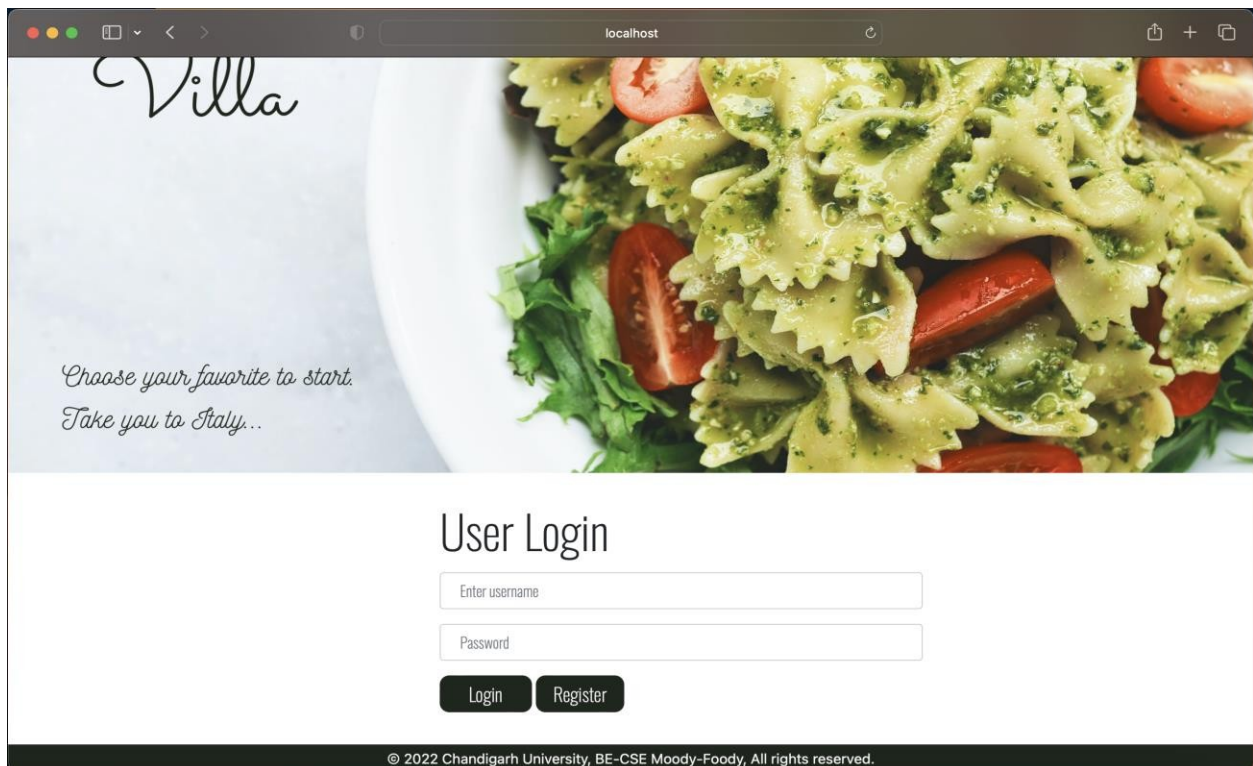 localhost
Villa
Choose your favorite to start.
Take you to Italy...
User Login
Enter username
Password
Login Register
© 2022 Chandigarh University, BE-CSE Moody-Foody, All rights reserved.